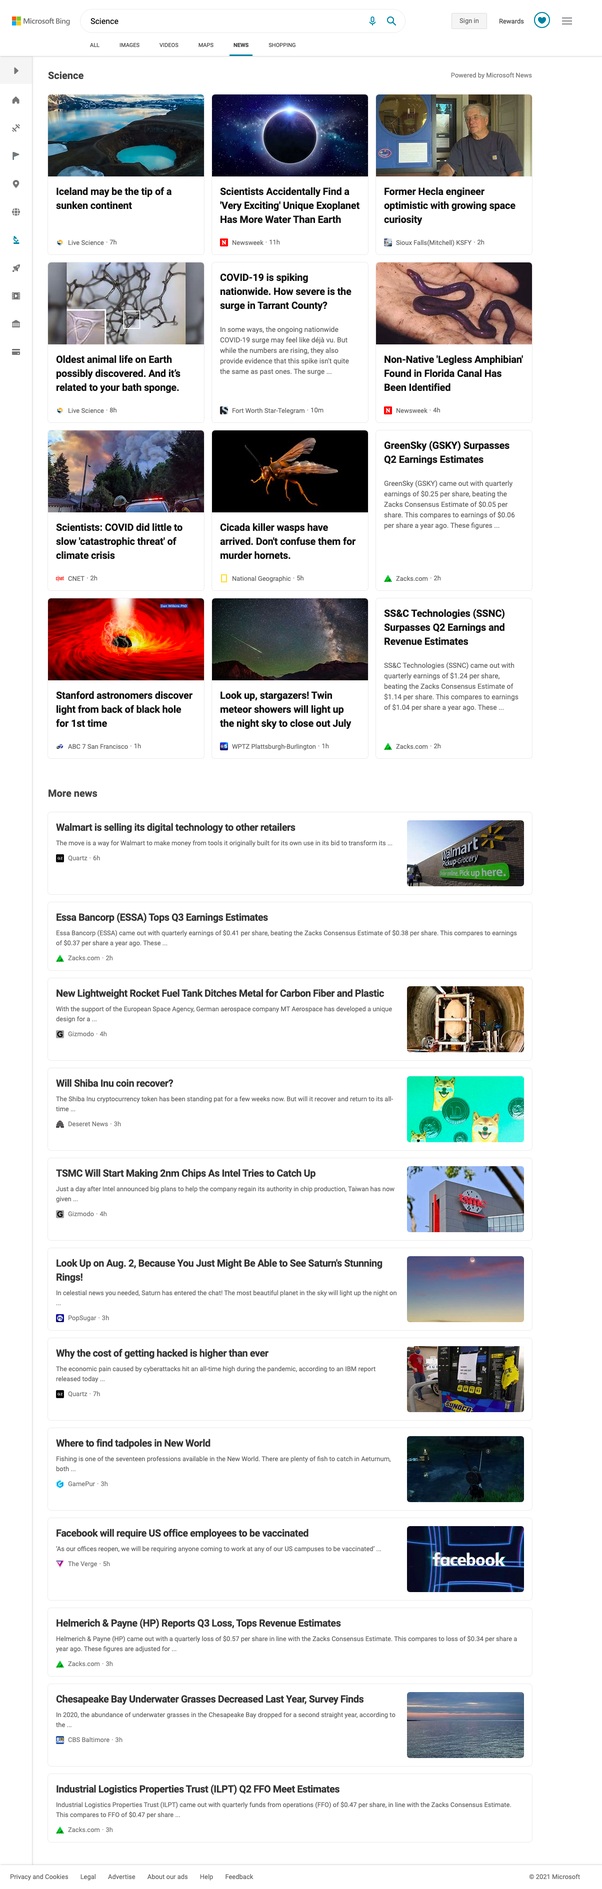 Microsoft Bing
Science
Sign in
Rewards
ALL IMAGES VIDEOS MAPS NEWS SHOPPING
Science
Powered by Microsoft News
Iceland may be the tip of a
sunken continent
Live Science · 7h
Scientists Accidentally Find a
'Very Exciting' Unique Exoplanet
Has More Water Than Earth
Newsweek · 11h
Former Hecla engineer
optimistic with growing space
curiosity
Sioux Falls(Mitchell) KSFY · 2h
Oldest animal life on Earth
possibly discovered. And it's
related to your bath sponge.
Live Science · 8h
COVID-19 is spiking
nationwide. How severe is the
surge in Tarrant County?
In some ways, the ongoing nationwide
COVID-19 surge may feel like déjà vu. But
while the numbers are rising, they also
provide evidence that this spike isn't quite
the same as past ones. The surge ...
Fort Worth Star-Telegram · 10m
Non-Native 'Legless Amphibian'
Found in Florida Canal Has
Been Identified
Newsweek · 4h
Scientists: COVID did little to
slow 'catastrophic threat' of
climate crisis
CNET · 2h
Cicada killer wasps have
arrived. Don't confuse them for
murder hornets.
National Geographic · 5h
GreenSky (GSKY) Surpasses
Q2 Earnings Estimates
GreenSky (GSKY) came out with quarterly
earnings of $0.25 per share, beating the
Zacks Consensus Estimate of $0.05 per
share. This compares to earnings of $0.06
per share a year ago. These figures ...
Zacks.com · 2h
Stanford astronomers discover
light from back of black hole
for 1st time
ABC 7 San Francisco · 1h
Look up, stargazers! Twin
meteor showers will light up
the night sky to close out July
WPTZ Plattsburgh-Burlington · 1h
SS&C Technologies (SSNC)
Surpasses Q2 Earnings and
Revenue Estimates
SS&C Technologies (SSNC) came out with
quarterly earnings of $1.24 per share,
beating the Zacks Consensus Estimate of
$1.14 per share. This compares to earnings
of $1.04 per share a year ago. These ...
Zacks.com · 2h
More news
Walmart is selling its digital technology to other retailers
The move is a way for Walmart to make money from tools it originally built for its own use in its bid to transform its ...
Quartz · 6h
Walmart
Pickup·Grocery
Pick up here.
Essa Bancorp (ESSA) Tops Q3 Earnings Estimates
Essa Bancorp (ESSA) came out with quarterly earnings of $0.41 per share, beating the Zacks Consensus Estimate of $0.38 per share. This compares to earnings
of $0.37 per share a year ago. These ...
Zacks.com · 2h
New Lightweight Rocket Fuel Tank Ditches Metal for Carbon Fiber and Plastic
With the support of the European Space Agency, German aerospace company MT Aerospace has developed a unique
design for a ...
Gizmodo · 4h
Will Shiba Inu coin recover?
The Shiba Inu cryptocurrency token has been standing pat for a few weeks now. But will it recover and return to its all-
time ...
Deseret News · 3h
TSMC Will Start Making 2nm Chips As Intel Tries to Catch Up
Just a day after Intel announced big plans to help the company regain its authority in chip production, Taiwan has now
given ...
Gizmodo · 4h
Look Up on Aug. 2, Because You Just Might Be Able to See Saturn's Stunning
Rings!
In celestial news you needed, Saturn has entered the chat! The most beautiful planet in the sky will light up the night on
...
PopSugar · 3h
Why the cost of getting hacked is higher than ever
The economic pain caused by cyberattacks hit an all-time high during the pandemic, according to an IBM report
released today ...
Quartz · 7h
SUNOCO
Where to find tadpoles in New World
Fishing is one of the seventeen professions available in the New World. There are plenty of fish to catch in Aeturnum,
both ...
GamePur · 3h
Facebook will require US office employees to be vaccinated
'As our offices reopen, we will be requiring anyone coming to work at any of our US campuses to be vaccinated' ...
The Verge · 5h
facebook
Helmerich & Payne (HP) Reports Q3 Loss, Tops Revenue Estimates
Helmerich & Payne (HP) came out with a quarterly loss of $0.57 per share in line with the Zacks Consensus Estimate. This compares to loss of $0.34 per share a
year ago. These figures are adjusted for ...
Zacks.com · 3h
Chesapeake Bay Underwater Grasses Decreased Last Year, Survey Finds
In 2020, the abundance of underwater grasses in the Chesapeake Bay dropped for a second straight year, according to
the ...
CBS Baltimore · 3h
Industrial Logistics Properties Trust (ILPT) Q2 FFO Meet Estimates
Industrial Logistics Properties Trust (ILPT) came out with quarterly funds from operations (FFO) of $0.47 per share, in line with the Zacks Consensus Estimate.
This compares to FFO of $0.47 per share ...
Zacks.com · 3h
Privacy and Cookies Legal Advertise About our ads Help Feedback
© 2021 Microsoft